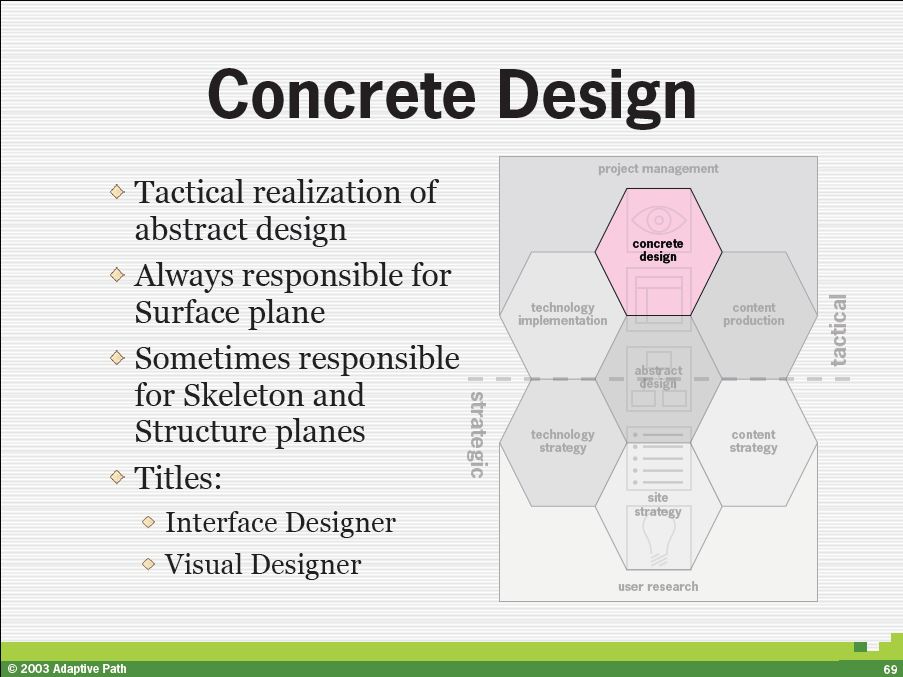 Concrete Design
Tactical realization of
abstract design
Always responsible for
Surface plane
Sometimes responsible
for Skeleton and
Structure planes
Titles:
Interface Designer
Visual Designer
project management
concrete
design
technology
implementation
content
production
tactical
abstract
design
strategic
technology
strategy
content
strategy
site
strategy
user research
© 2003 Adaptive Path
69